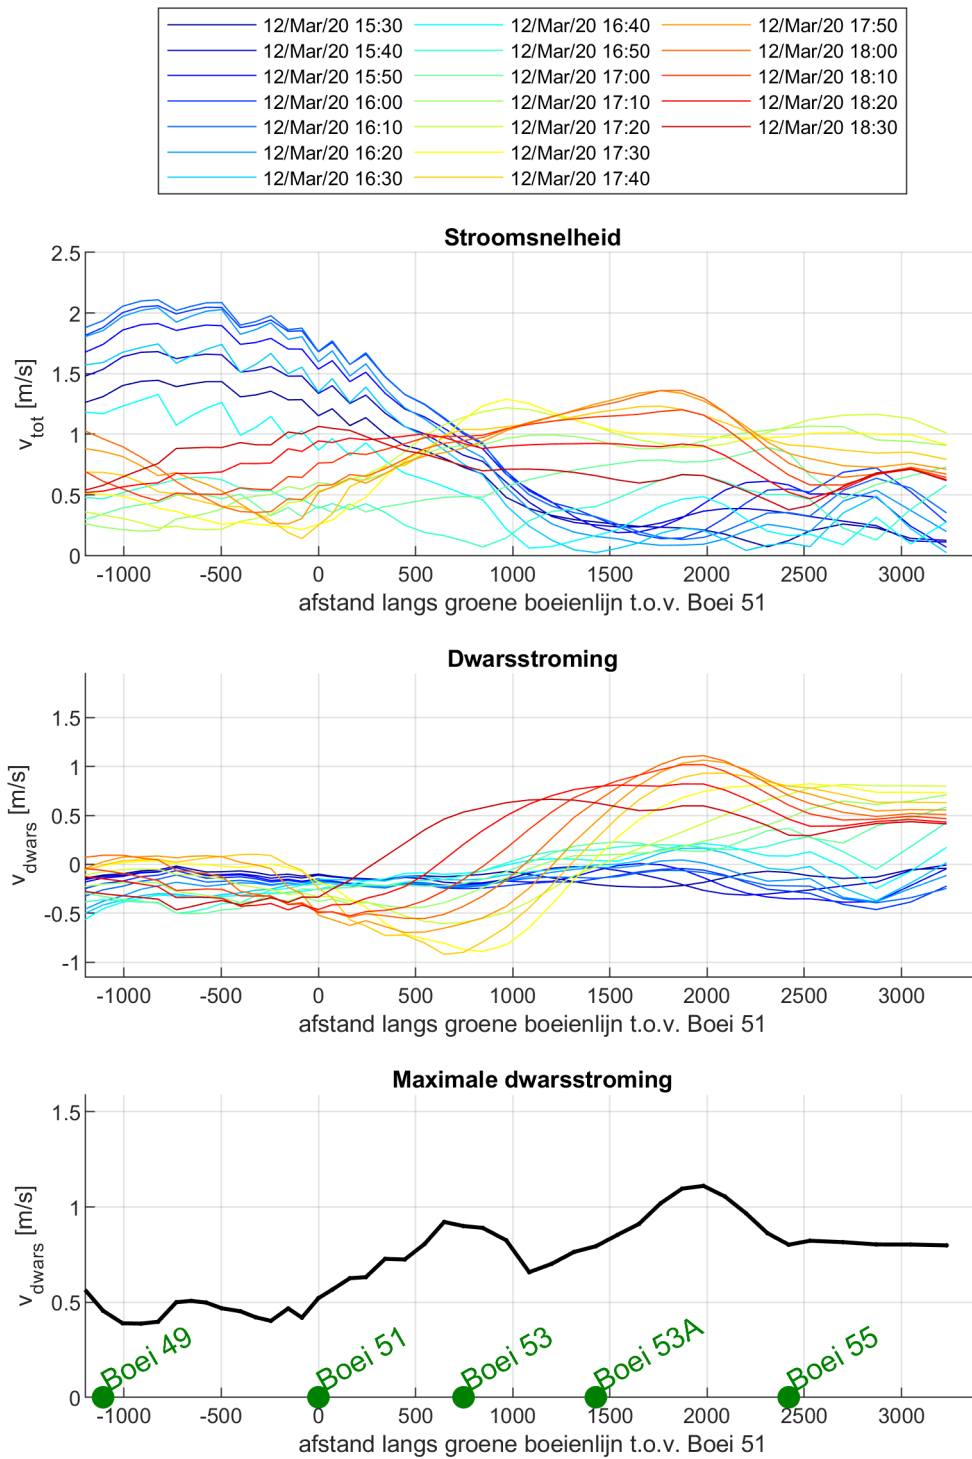 12/Mar/20 15:30 12/Mar/20 16:40 12/Mar/20 17:50
12/Mar/20 15:40 12/Mar/20 16:50 12/Mar/20 18:00
12/Mar/20 15:50 12/Mar/20 17:00 12/Mar/20 18:10
12/Mar/20 16:00 12/Mar/20 17:10 12/Mar/20 18:20
12/Mar/20 16:10 12/Mar/20 17:20 12/Mar/20 18:30
12/Mar/20 16:20 12/Mar/20 17:30
12/Mar/20 16:30 12/Mar/20 17:40
Stroomsnelheid
v_tot [m/s]
2.5
2
1.5
1
0.5
0
-1000 -500 0 500 1000 1500 2000 2500 3000
afstand langs groene boeienlijn t.o.v. Boei 51
Dwarsstroming
v_dwars [m/s]
1.5
1
0.5
0
-0.5
-1
-1000 -500 0 500 1000 1500 2000 2500 3000
afstand langs groene boeienlijn t.o.v. Boei 51
Maximale dwarsstroming
v_dwars [m/s]
1.5
1
0.5
0
Boei 49 Boei 51 Boei 53 Boei 53A Boei 55
-1000 -500 0 500 1000 1500 2000 2500 3000
afstand langs groene boeienlijn t.o.v. Boei 51